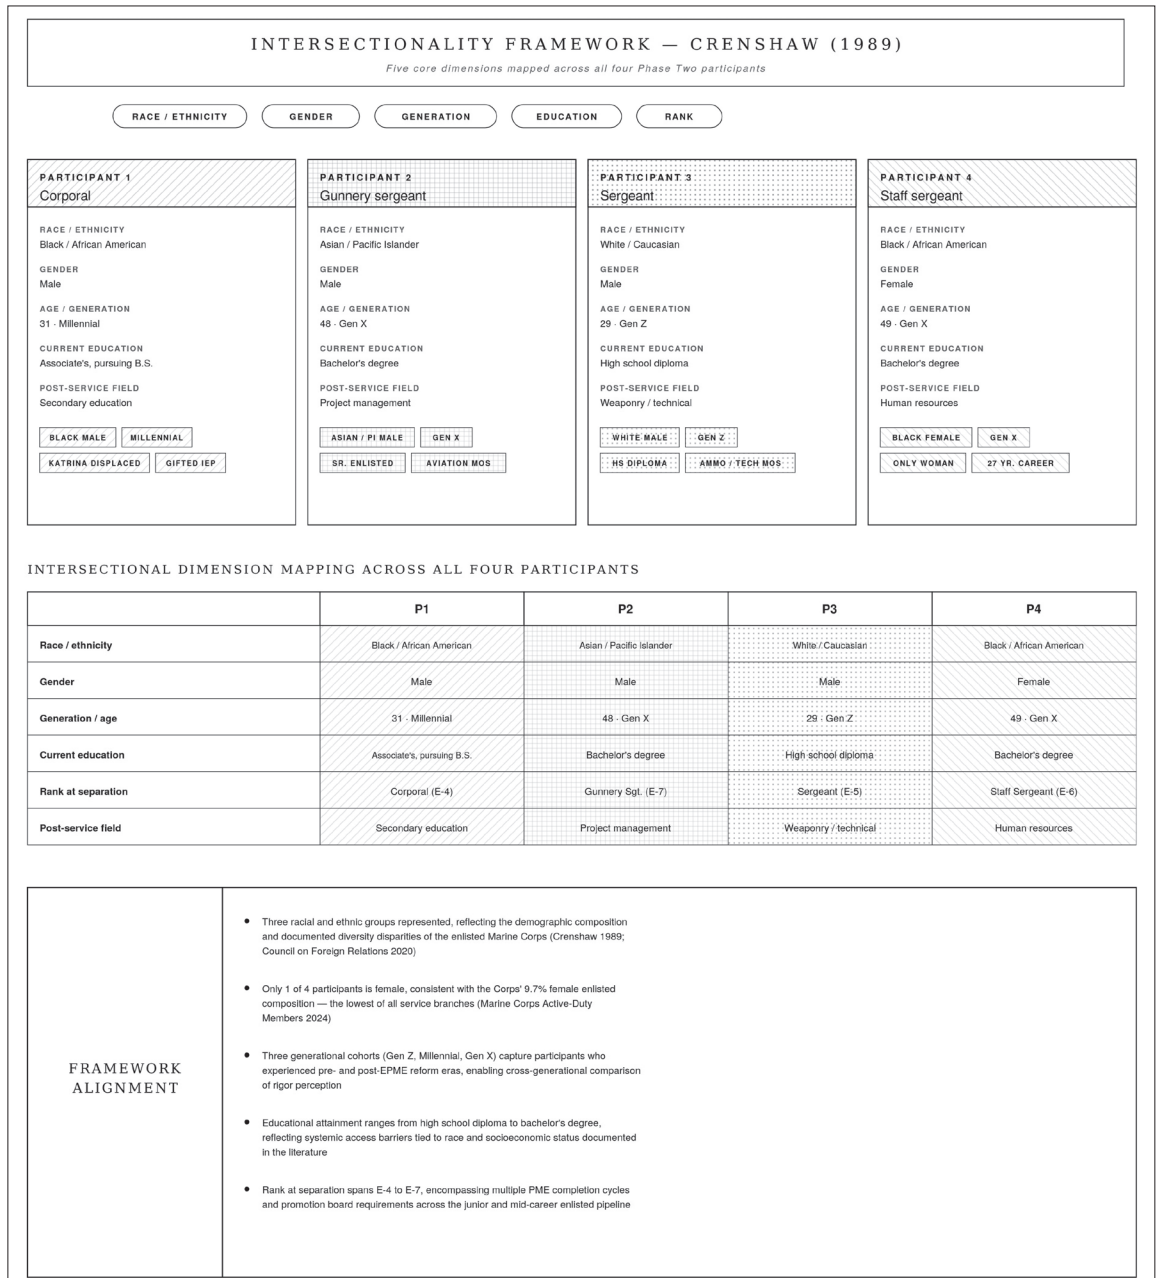 INTERSECTIONALITY FRAMEWORK — CRENSHAW (1989)
Five core dimensions mapped across all four Phase Two participants
RACE / ETHNICITY
GENDER
GENERATION
EDUCATION
RANK
PARTICIPANT 1
Corporal
RACE / ETHNICITY
Black / African American
GENDER
Male
AGE / GENERATION
31 · Millennial
CURRENT EDUCATION
Associate's, pursuing B.S.
POST-SERVICE FIELD
Secondary education
BLACK MALE
MILLENNIAL
KATRINA DISPLACED
GIFTED IEP
PARTICIPANT 2
Gunnery sergeant
RACE / ETHNICITY
Asian / Pacific Islander
GENDER
Male
AGE / GENERATION
48 · Gen X
CURRENT EDUCATION
Bachelor's degree
POST-SERVICE FIELD
Project management
ASIAN / PI MALE
GEN X
SR. ENLISTED
AVIATION MOS
PARTICIPANT 3
Sergeant
RACE / ETHNICITY
White / Caucasian
GENDER
Male
AGE / GENERATION
29 · Gen Z
CURRENT EDUCATION
High school diploma
POST-SERVICE FIELD
Weaponry / technical
WHITE MALE
GEN Z
HS DIPLOMA
AMMO / TECH MOS
PARTICIPANT 4
Staff sergeant
RACE / ETHNICITY
Black / African American
GENDER
Female
AGE / GENERATION
49 · Gen X
CURRENT EDUCATION
Bachelor's degree
POST-SERVICE FIELD
Human resources
BLACK FEMALE
GEN X
ONLY WOMAN
27 YR. CAREER
INTERSECTIONAL DIMENSION MAPPING ACROSS ALL FOUR PARTICIPANTS
P1 P2 P3 P4
Race / ethnicity Black / African American Asian / Pacific Islander White / Caucasian Black / African American
Gender Male Male Male Female
Generation / age 31 · Millennial 48 · Gen X 29 · Gen Z 49 · Gen X
Current education Associate's, pursuing B.S. Bachelor's degree High school diploma Bachelor's degree
Rank at separation Corporal (E-4) Gunnery Sgt. (E-7) Sergeant (E-5) Staff Sergeant (E-6)
Post-service field Secondary education Project management Weaponry / technical Human resources
FRAMEWORK
ALIGNMENT
• Three racial and ethnic groups represented, reflecting the demographic composition
and documented diversity disparities of the enlisted Marine Corps (Crenshaw 1989;
Council on Foreign Relations 2020)
• Only 1 of 4 participants is female, consistent with the Corps' 9.7% female enlisted
composition — the lowest of all service branches (Marine Corps Active-Duty
Members 2024)
• Three generational cohorts (Gen Z, Millennial, Gen X) capture participants who
experienced pre- and post-EPME reform eras, enabling cross-generational comparison
of rigor perception
• Educational attainment ranges from high school diploma to bachelor's degree,
reflecting systemic access barriers tied to race and socioeconomic status documented
in the literature
• Rank at separation spans E-4 to E-7, encompassing multiple PME completion cycles
and promotion board requirements across the junior and mid-career enlisted pipeline